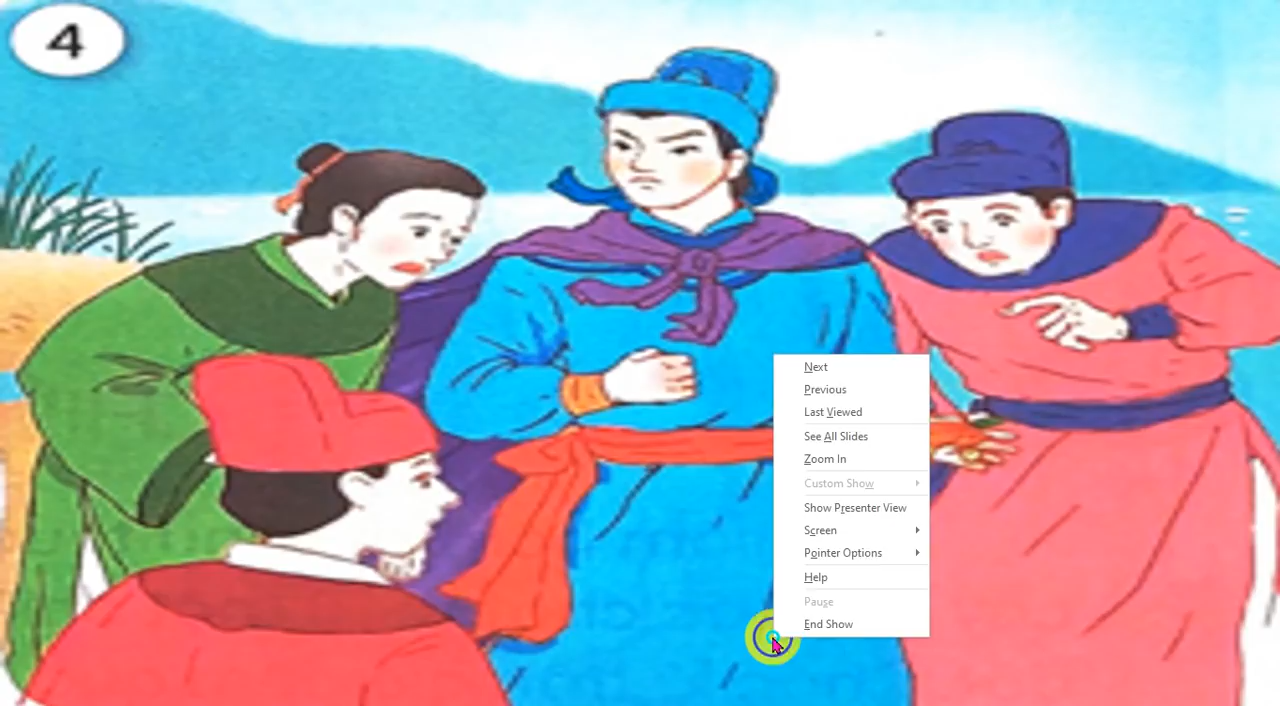 4
Next
Previous
Last Viewed
See All Slides
Zoom In
Custom Show
Show Presenter View
Screen
Pointer Options
Help
Pause
End Show